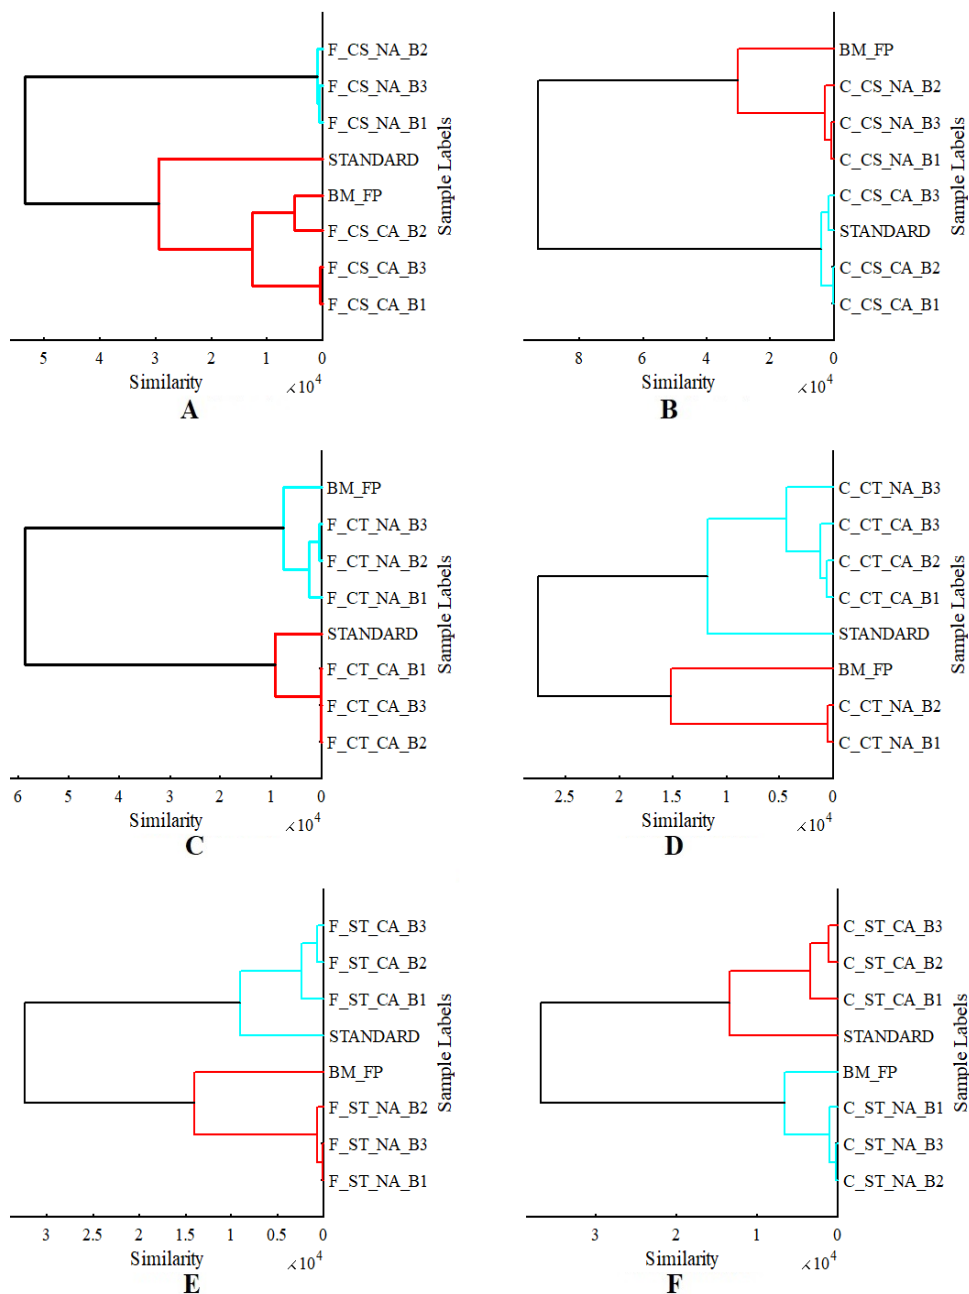 F_CS_NA_B2
F_CS_NA_B3
F_CS_NA_B1
STANDARD
BM_FP
F_CS_CA_B2
F_CS_CA_B3
F_CS_CA_B1
Sample Labels
5 4 3 2 1 0
Similarity
×10^4
A
BM_FP
C_CS_NA_B2
C_CS_NA_B3
C_CS_NA_B1
C_CS_CA_B3
STANDARD
C_CS_CA_B2
C_CS_CA_B1
Sample Labels
8 6 4 2 0
Similarity
×10^4
B
BM_FP
F_CT_NA_B3
F_CT_NA_B2
F_CT_NA_B1
STANDARD
F_CT_CA_B1
F_CT_CA_B3
F_CT_CA_B2
Sample Labels
6 5 4 3 2 1 0
Similarity
×10^4
C
C_CT_NA_B3
C_CT_CA_B3
C_CT_CA_B2
C_CT_CA_B1
STANDARD
BM_FP
C_CT_NA_B2
C_CT_NA_B1
Sample Labels
2.5 2 1.5 1 0.5 0
Similarity
×10^4
D
F_ST_CA_B3
F_ST_CA_B2
F_ST_CA_B1
STANDARD
BM_FP
F_ST_NA_B2
F_ST_NA_B3
F_ST_NA_B1
Sample Labels
3 2.5 2 1.5 1 0.5 0
Similarity
×10^4
E
C_ST_CA_B3
C_ST_CA_B2
C_ST_CA_B1
STANDARD
BM_FP
C_ST_NA_B1
C_ST_NA_B3
C_ST_NA_B2
Sample Labels
3 2 1 0
Similarity
×10^4
F